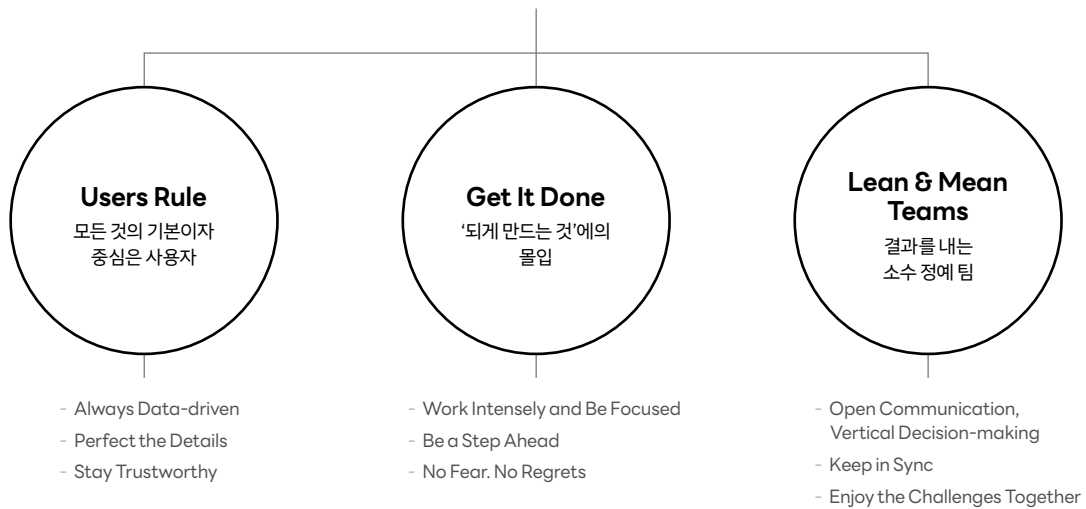 Users Rule
모든 것의 기본이자
중심은 사용자
- Always Data-driven
- Perfect the Details
- Stay Trustworthy
Get It Done
‘되게 만드는 것’에의
몰입
- Work Intensely and Be Focused
- Be a Step Ahead
- No Fear. No Regrets
Lean & Mean
Teams
결과를 내는
소수 정예 팀
- Open Communication,
Vertical Decision-making
- Keep in Sync
- Enjoy the Challenges Together